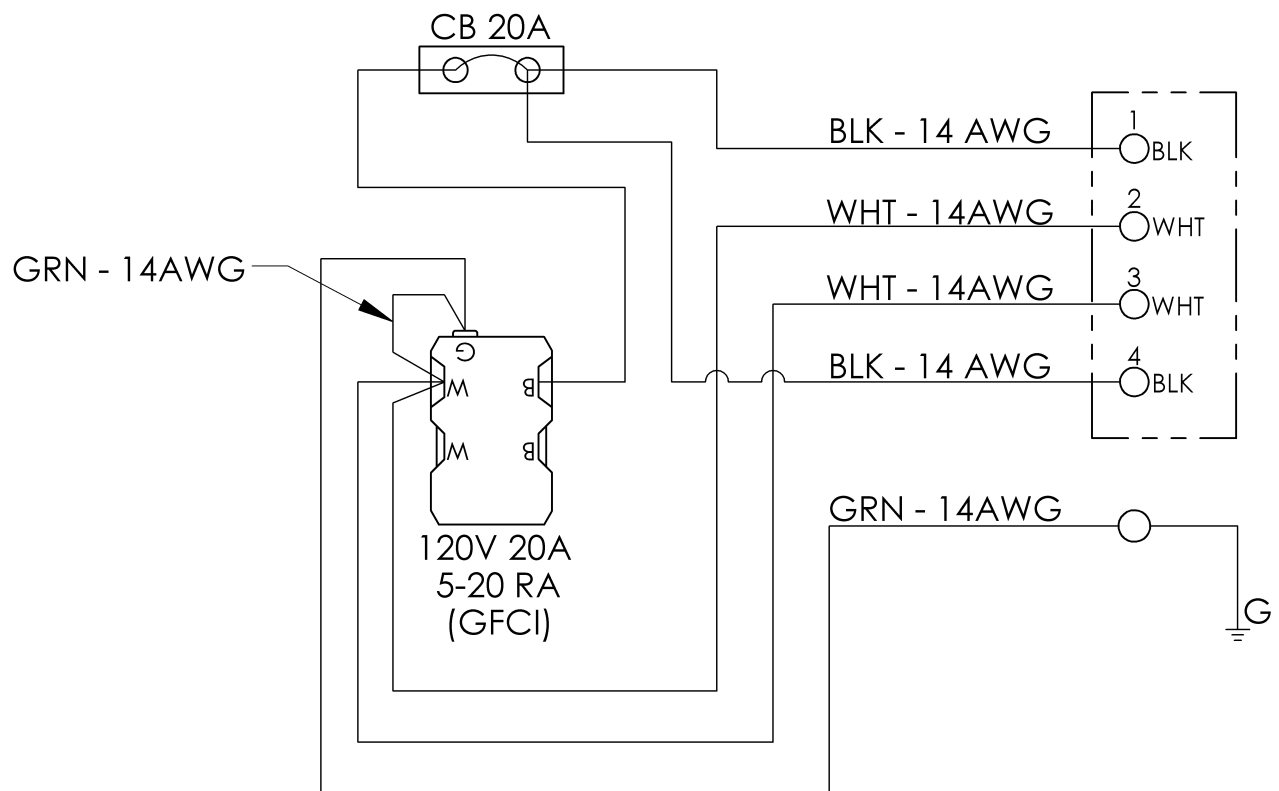 CB 20A
1
BLK - 14 AWG
BLK
2
WHT - 14AWG
WHT
GRN - 14AWG
3
WHT - 14AWG
WHT
G
4
BLK - 14 AWG
BLK
W B
W B
GRN - 14AWG
120V 20A
5-20 RA
(GFCI)
G